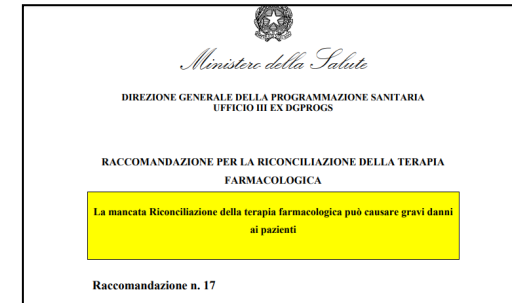 Ministero della Salute
DIREZIONE GENERALE DELLA PROGRAMMAZIONE SANITARIA
UFFICIO III EX DGPROGS
RACCOMANDAZIONE PER LA RICONCILIAZIONE DELLA TERAPIA
FARMACOLOGICA
La mancata Riconciliazione della terapia farmacologica può causare gravi danni
ai pazienti
Raccomandazione n. 17